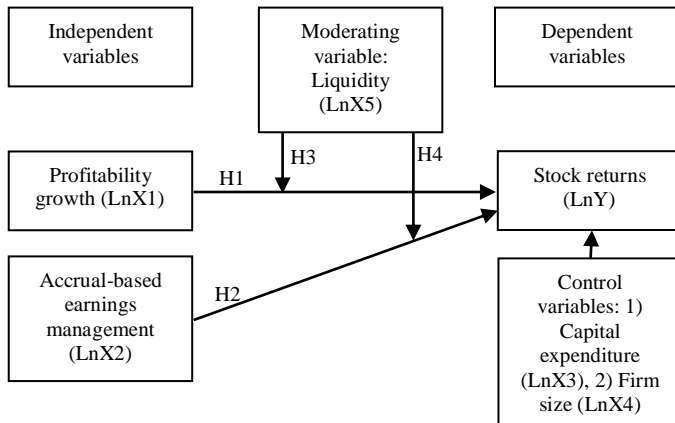 Independent
variables
Moderating
variable:
Liquidity
(LnX5)
Dependent
variables
H3
H4
Profitability
growth (LnX1)
H1
Stock returns
(LnY)
Accrual-based
earnings
management
(LnX2)
H2
Control
variables: 1)
Capital
expenditure
(LnX3), 2) Firm
size (LnX4)